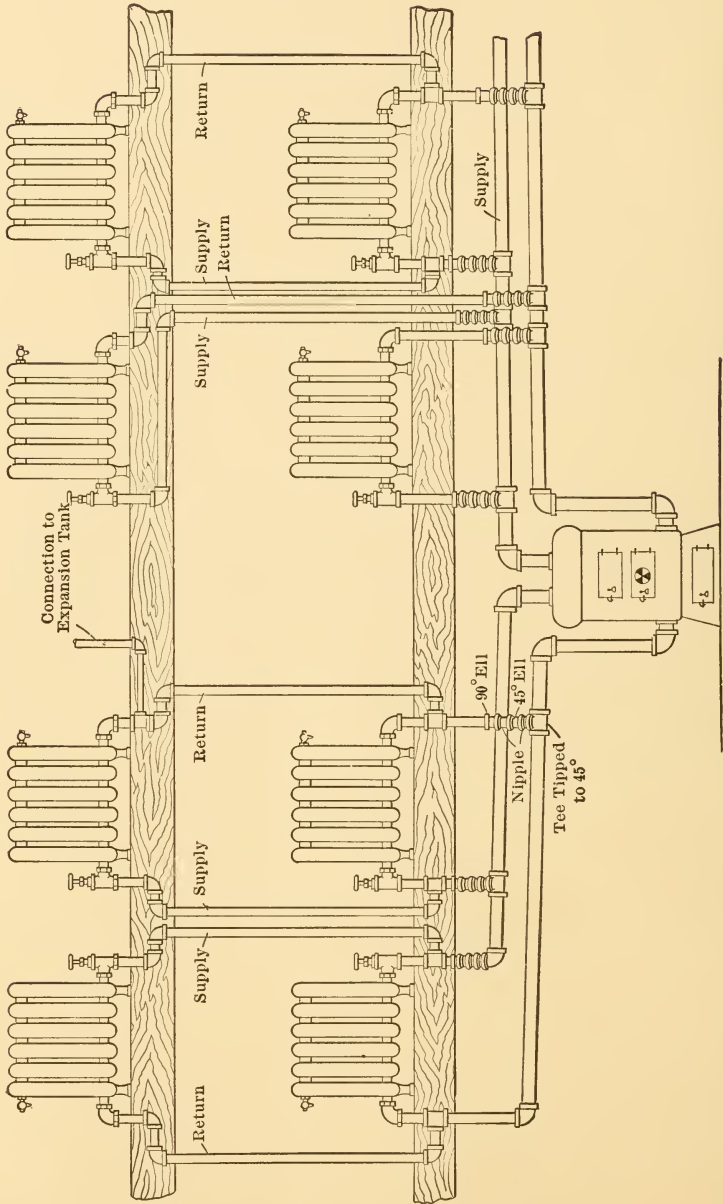 Connection to
Expansion Tank
Return
Supply
Supply
Return
Supply
Return
Supply
Return
Supply
90° Ell
45° Ell
Nipple
Tee Tipped
to 45°